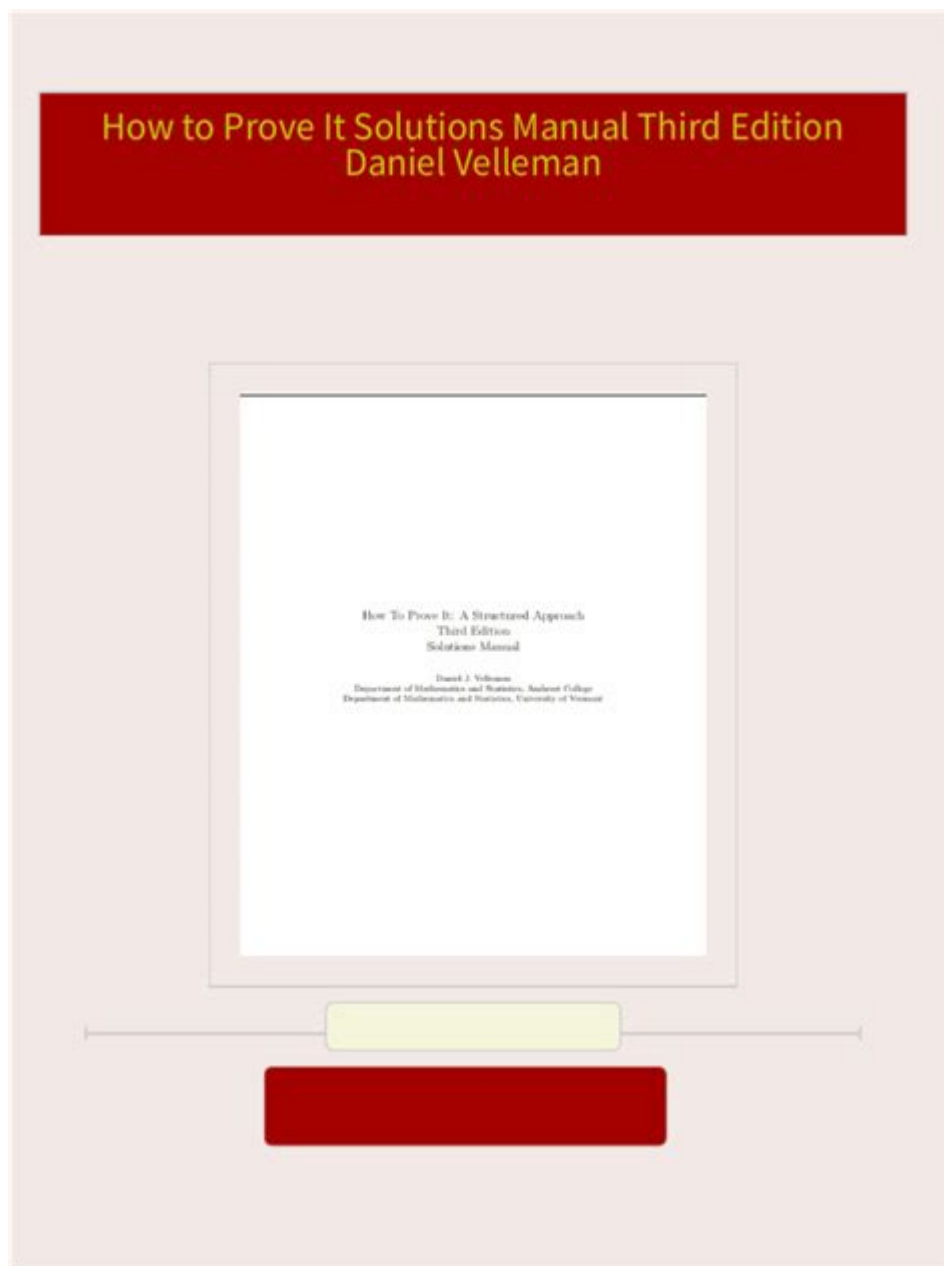 How to Prove It Solutions Manual Third Edition
Daniel Velleman
How To Prove It: A Structured Approach
Third Edition
Solutions Manual
Daniel J. Velleman
Department of Mathematics and Statistics, Amherst College
Department of Mathematics and Statistics, University of Vermont